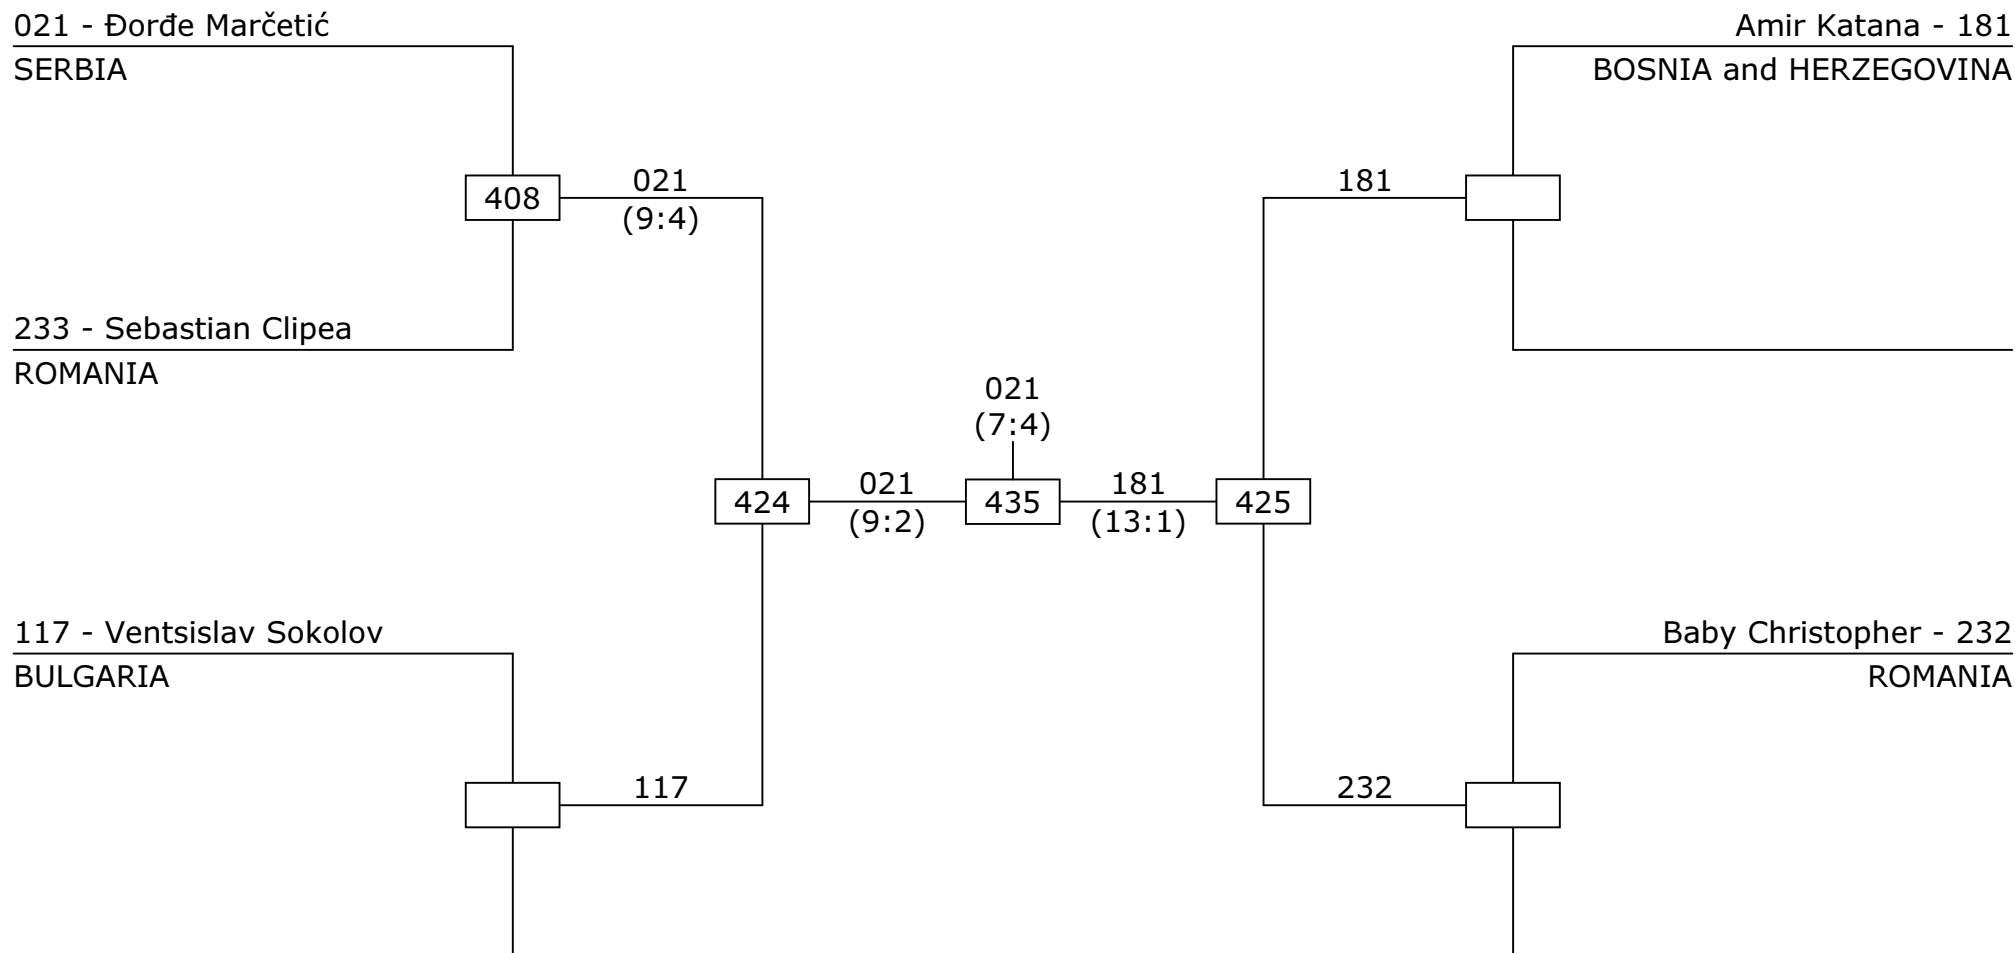 021 - Đorđe Marčetić
SERBIA
Amir Katana - 181
BOSNIA and HERZEGOVINA
408
021
(9:4)
181
233 - Sebastian Clipea
ROMANIA
021
(7:4)
424
021
(9:2)
435
181
(13:1)
425
117 - Ventsislav Sokolov
BULGARIA
Baby Christopher - 232
ROMANIA
117
232